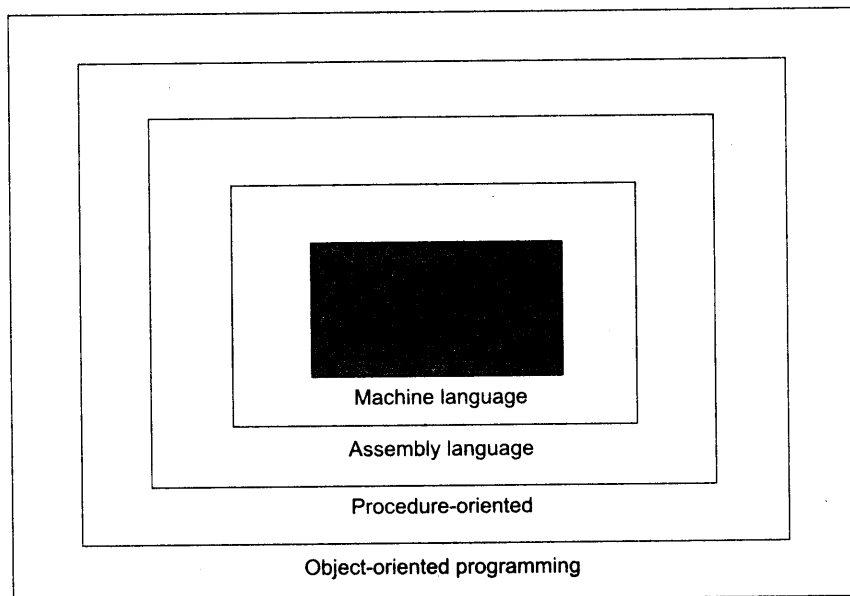 Machine language
Assembly language
Procedure-oriented
Object-oriented programming